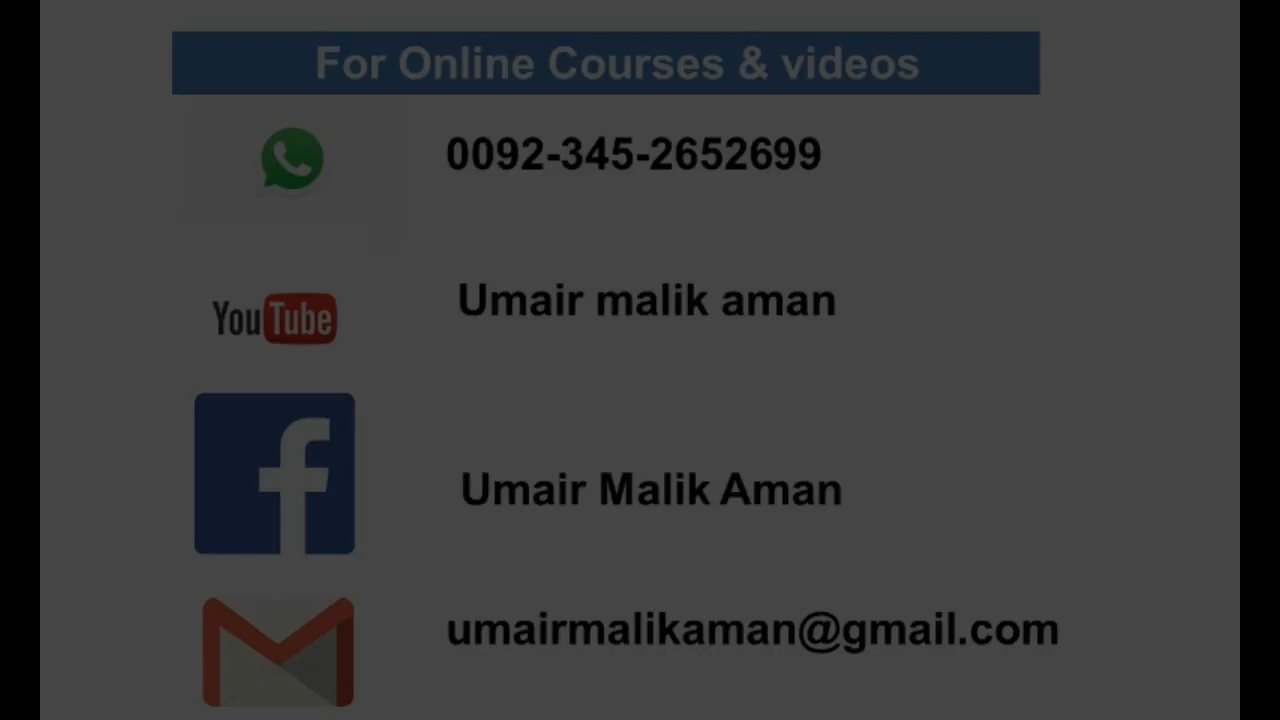 For Online Courses & videos
0092-345-2652699
YouTube
Umair malik aman
Umair Malik Aman
umairmalikaman@gmail.com